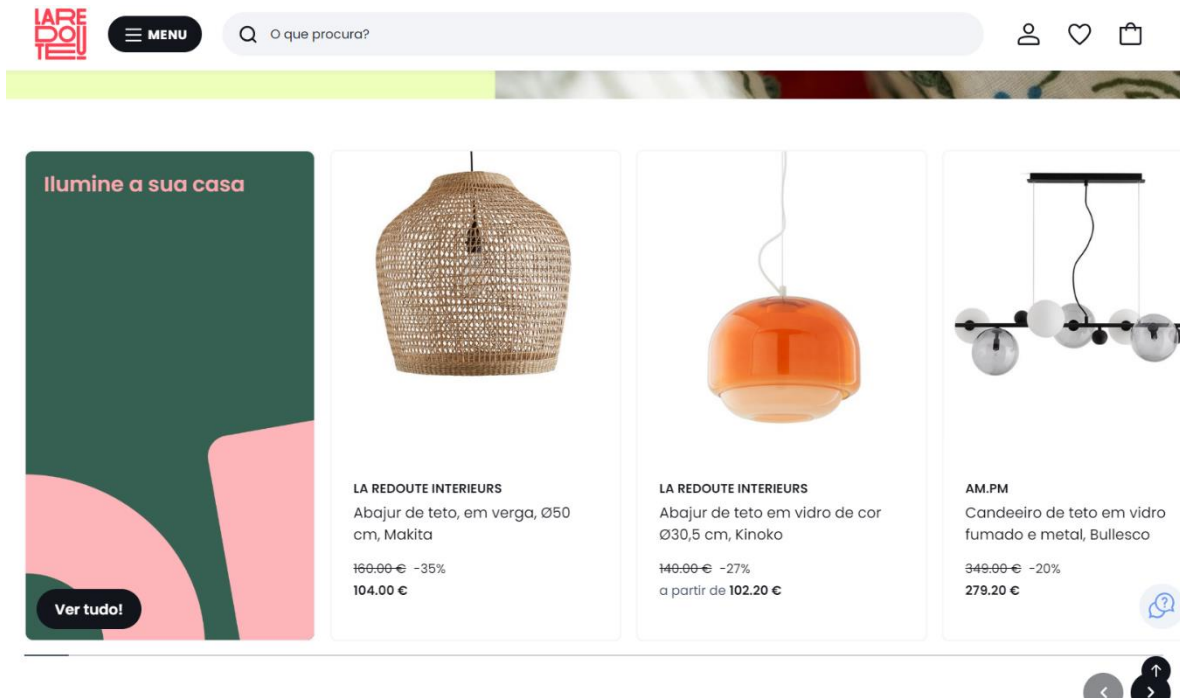 LA RE
DOU
TE
MENU
O que procura?
Ilumine a sua casa
Ver tudo!
LA REDOUTE INTERIEURS
Abajur de teto, em verga, Ø50
cm, Makita
160.00 € -35%
104.00 €
LA REDOUTE INTERIEURS
Abajur de teto em vidro de cor
Ø30,5 cm, Kinoko
140.00 € -27%
a partir de 102.20 €
AM.PM
Candeeiro de teto em vidro
fumado e metal, Bullesco
349.00 € -20%
279.20 €
?